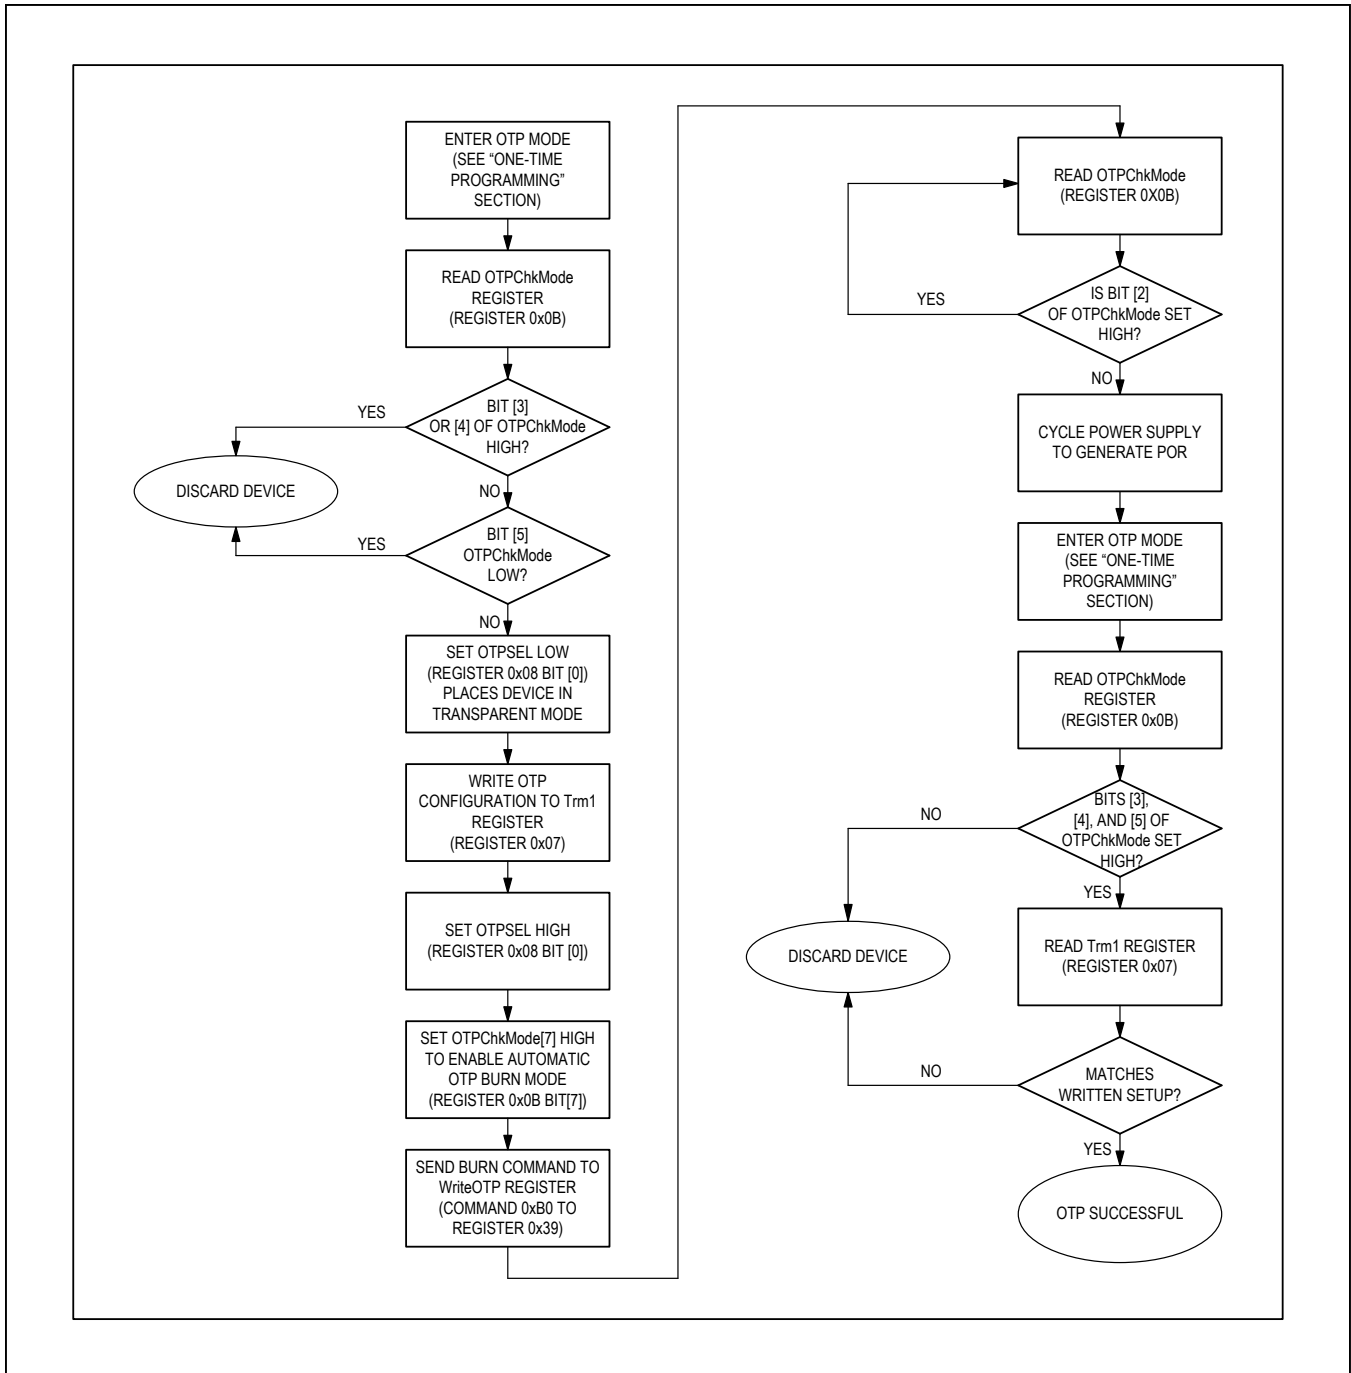 ENTER OTP MODE
(SEE “ONE-TIME
PROGRAMMING”
SECTION)
READ OTPChkMode
REGISTER
(REGISTER 0x0B)
BIT [3]
OR [4] OF OTPChkMode
HIGH?
YES
DISCARD DEVICE
NO
BIT [5]
OTPChkMode
LOW?
YES
NO
SET OTPSEL LOW
(REGISTER 0x08 BIT [0])
PLACES DEVICE IN
TRANSPARENT MODE
WRITE OTP
CONFIGURATION TO Trm1
REGISTER
(REGISTER 0x07)
SET OTPSEL HIGH
(REGISTER 0x08 BIT [0])
SET OTPChkMode[7] HIGH
TO ENABLE AUTOMATIC
OTP BURN MODE
(REGISTER 0x0B BIT[7])
SEND BURN COMMAND TO
WriteOTP REGISTER
(COMMAND 0xB0 TO
REGISTER 0x39)
READ OTPChkMode
(REGISTER 0X0B)
IS BIT [2]
OF OTPChkMode SET
HIGH?
YES
NO
CYCLE POWER SUPPLY
TO GENERATE POR
ENTER OTP MODE
(SEE “ONE-TIME
PROGRAMMING”
SECTION)
READ OTPChkMode
REGISTER
(REGISTER 0x0B)
BITS [3],
[4], AND [5] OF
OTPChkMode SET
HIGH?
NO
YES
DISCARD DEVICE
READ Trm1 REGISTER
(REGISTER 0x07)
MATCHES
WRITTEN SETUP?
NO
YES
OTP SUCCESSFUL